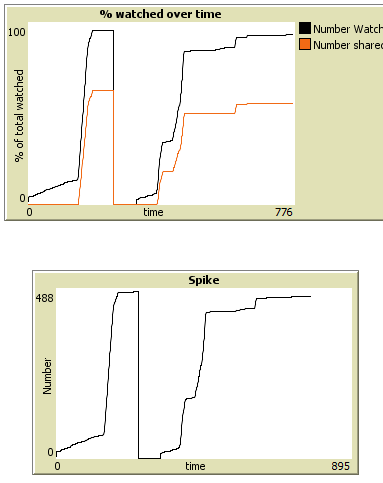 % watched over time
100
Number Watch
Number shared
% of total watched
0
0
time
776
Spike
488
Number
0
0
time
895